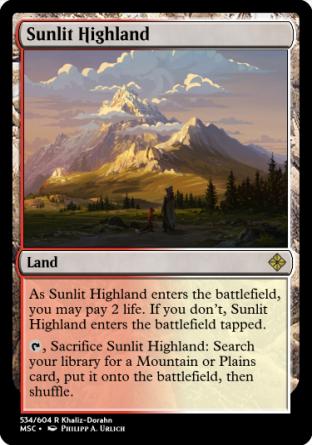 Sunlit Highland
Land
As Sunlit Highland enters the battlefield,
you may pay 2 life. If you don't, Sunlit
Highland enters the battlefield tapped.
, Sacrifice Sunlit Highland: Search
your library for a Mountain or Plains
card, put it onto the battlefield, then
shuffle.
534/604 R Khaliz-Dorahn
MSC • Philipp A. Urlich